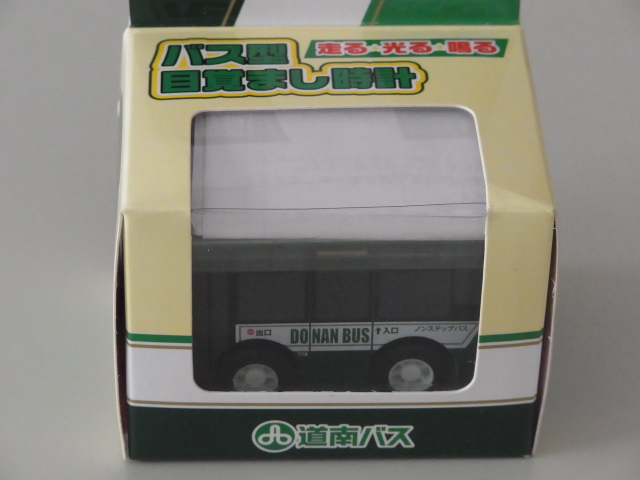 バス型
走る☆光る☆鳴る
目覚まし時計
出口
DONAN BUS
入口
ノンステップバス
道南バス